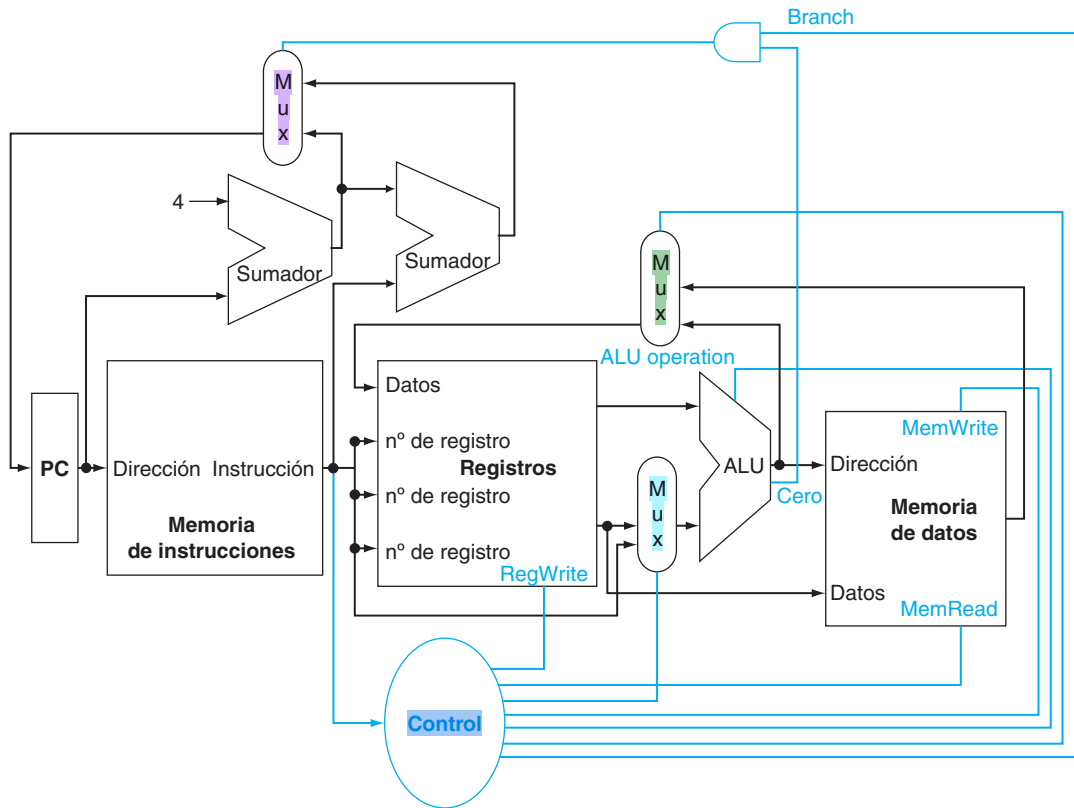 Branch
M
u
x
4
Sumador
Sumador
M
u
x
ALU operation
Datos
PC
Dirección
Instrucción
Memoria
de instrucciones
nº de registro
Registros
nº de registro
nº de registro
RegWrite
M
u
x
ALU
Cero
MemWrite
Dirección
Memoria
de datos
Datos
MemRead
Control